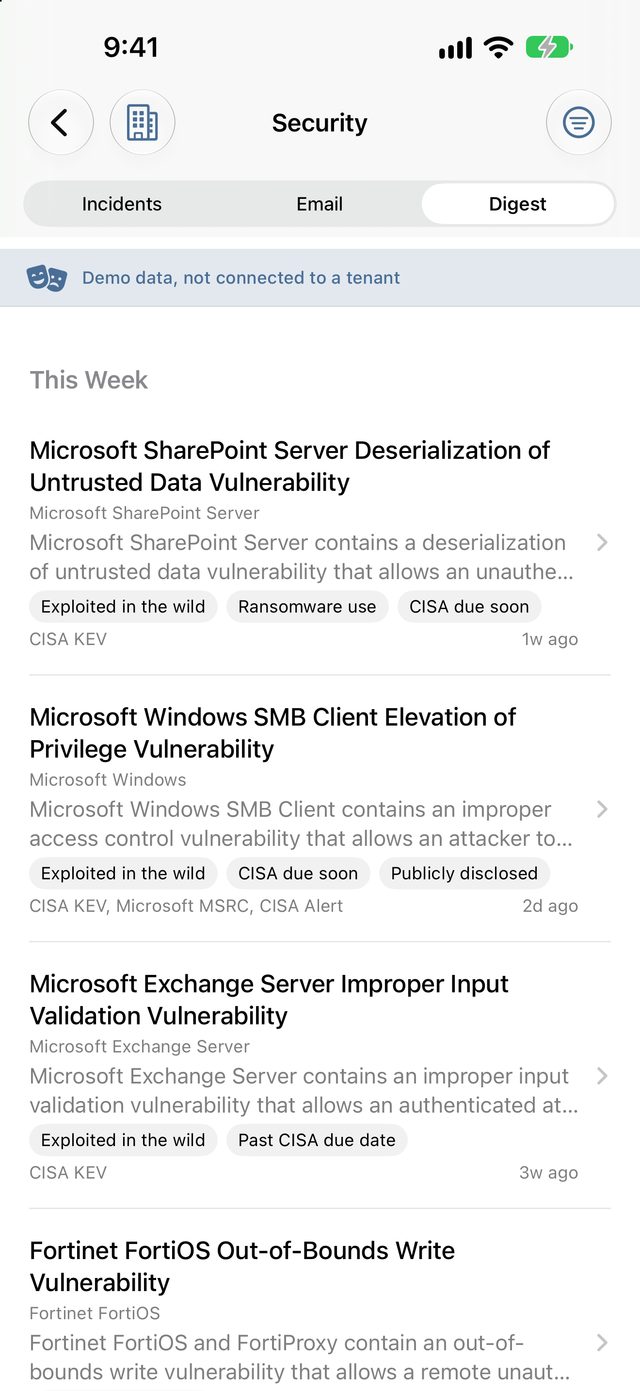 9:41
Security
Incidents
Email
Digest
Demo data, not connected to a tenant
This Week
Microsoft SharePoint Server Deserialization of
Untrusted Data Vulnerability
Microsoft SharePoint Server
Microsoft SharePoint Server contains a deserialization
of untrusted data vulnerability that allows an unauthe...
Exploited in the wild
Ransomware use
CISA due soon
CISA KEV
1w ago
Microsoft Windows SMB Client Elevation of
Privilege Vulnerability
Microsoft Windows
Microsoft Windows SMB Client contains an improper
access control vulnerability that allows an attacker to...
Exploited in the wild
CISA due soon
Publicly disclosed
CISA KEV, Microsoft MSRC, CISA Alert
2d ago
Microsoft Exchange Server Improper Input
Validation Vulnerability
Microsoft Exchange Server
Microsoft Exchange Server contains an improper input
validation vulnerability that allows an authenticated at...
Exploited in the wild
Past CISA due date
CISA KEV
3w ago
Fortinet FortiOS Out-of-Bounds Write
Vulnerability
Fortinet FortiOS
Fortinet FortiOS and FortiProxy contain an out-of-
bounds write vulnerability that allows a remote unaut...